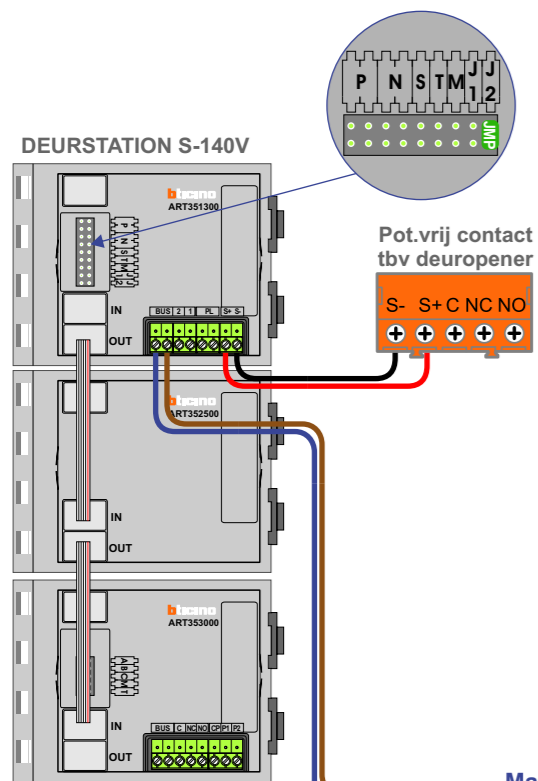 P N S T M J1 J2
JMP
DEURSTATION S-140V
bticino
ART351300
P N S T M 1 2
IN
OUT
BUS 2 1 PL S+ S-
Pot.vrij contact
tbv deuropener
S- S+ C NC NO
bticino
ART352500
IN
OUT
bticino
ART353000
A B O M T
IN
OUT
BUS C NC NO CP P1 P2
Ma